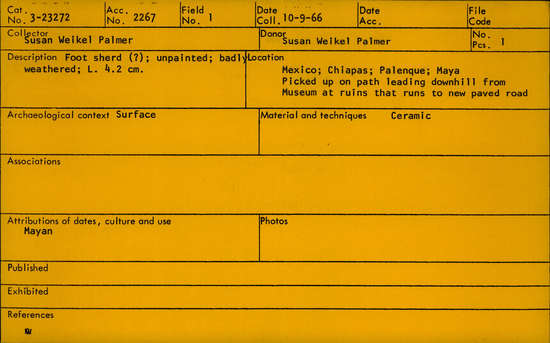 Cat. No. 3-23272 Acc. No. 2267 Field No. 1 Date Coll. 10-9-66 Date Acc. File Code
Collector Susan Weikel Palmer Donor Susan Weikel Palmer No. Pcs. 1
Description Foot sherd (?); unpainted; badly
weathered; L. 4.2 cm.
Location
Mexico; Chiapas; Palenque; Maya
Picked up on path leading downhill from
Museum at ruins that runs to new paved road
Archaeological context Surface
Material and techniques Ceramic
Associations
Attributions of dates, culture and use
Mayan
Photos
Published
Exhibited
References